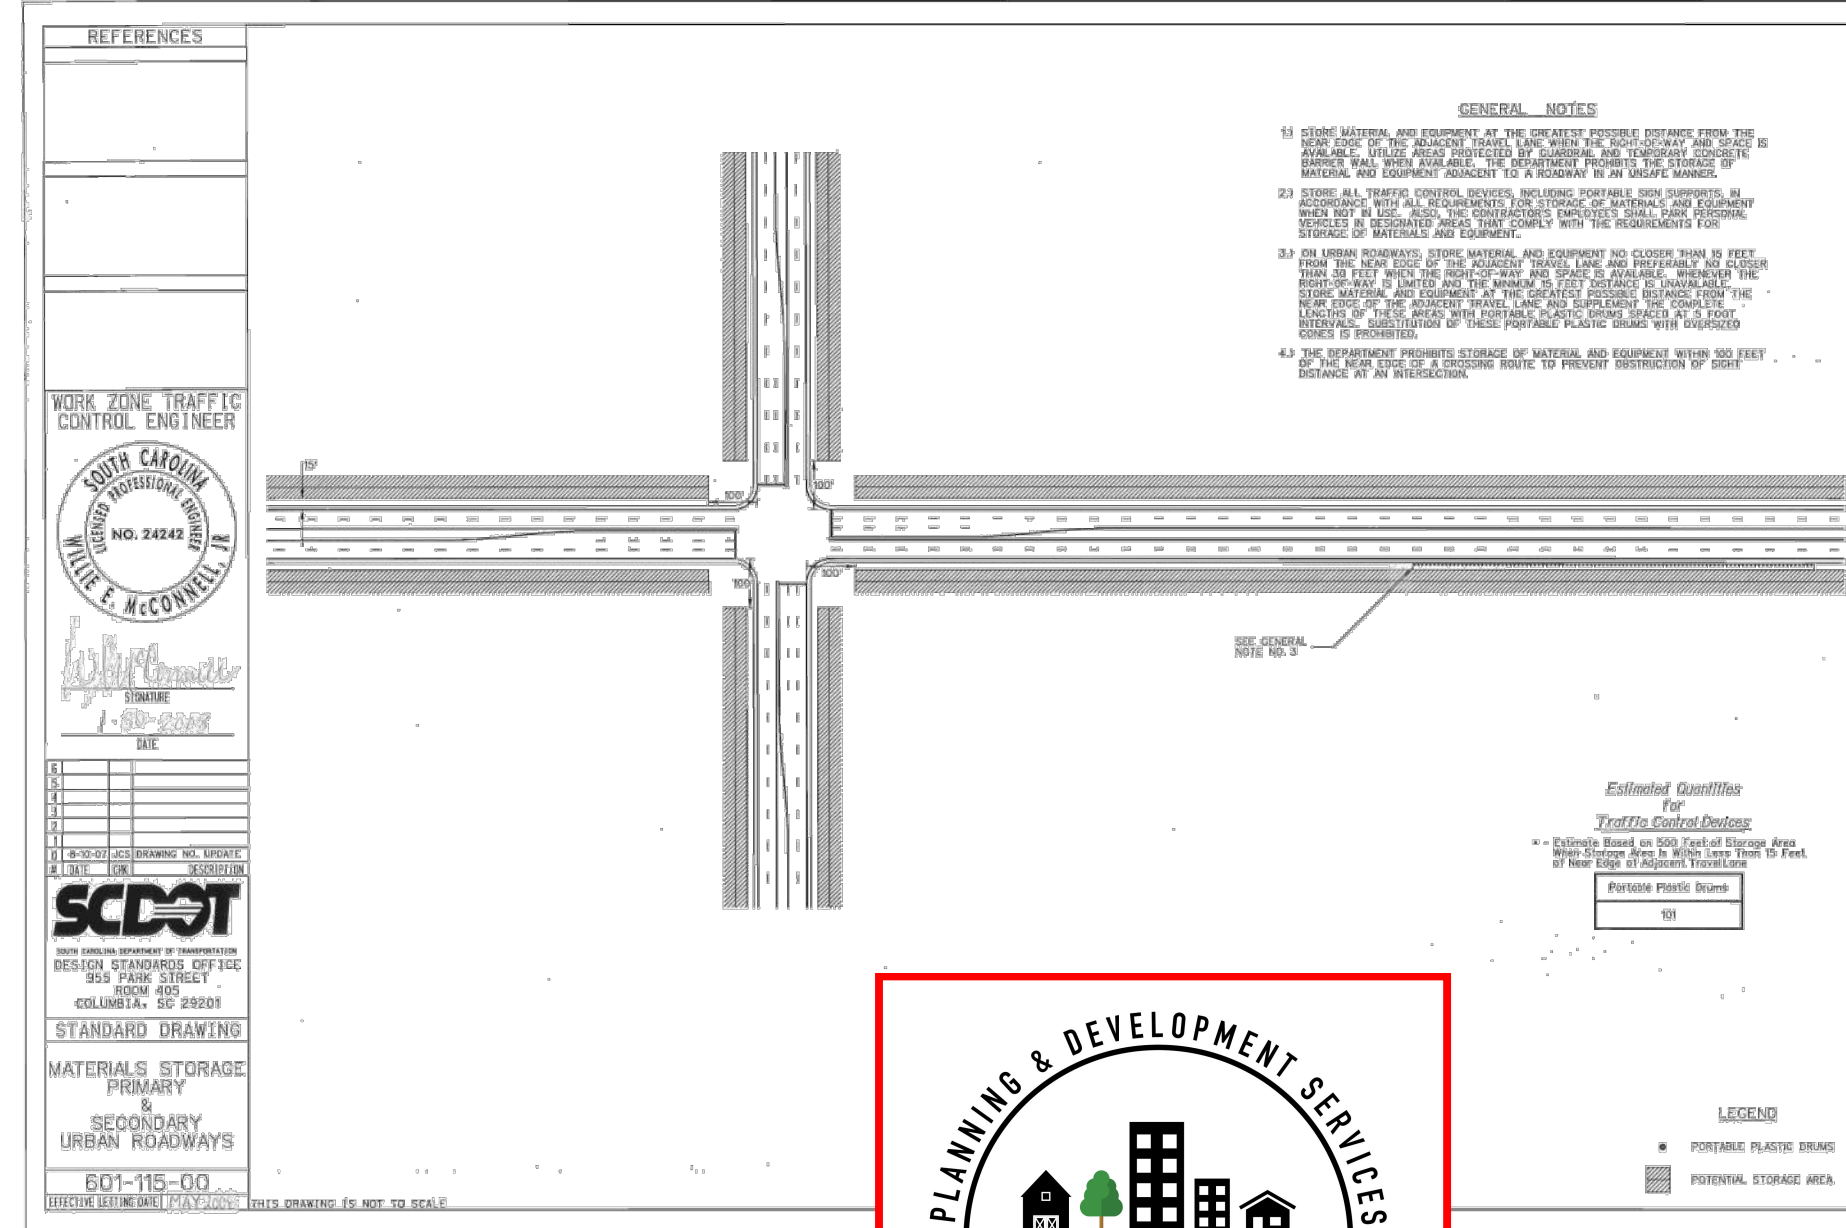 REFERENCES
WORK ZONE TRAFFIC
CONTROL ENGINEER
SOUTH CAROLINA
LICENSED PROFESSIONAL ENGINEER
NO. 24242
WILLIE E. McCONNELL, JR
SIGNATURE
DATE
6
5
4
3
2
1
0 8-10-07 JCS DRAWING NO. UPDATE
# DATE CHK DESCRIPTION
SCDOT
SOUTH CAROLINA DEPARTMENT OF TRANSPORTATION
DESIGN STANDARDS OFFICE
955 PARK STREET
ROOM 405
COLUMBIA, SC 29201
STANDARD DRAWING
MATERIALS STORAGE
PRIMARY
&
SECONDARY
URBAN ROADWAYS
601-115-00
EFFECTIVE LETTING DATE MAY
THIS DRAWING IS NOT TO SCALE
15'
100'
100'
100'
100'
GENERAL NOTES
1.) STORE MATERIAL AND EQUIPMENT AT THE GREATEST POSSIBLE DISTANCE FROM THE
NEAR EDGE OF THE ADJACENT TRAVEL LANE WHEN THE RIGHT-OF-WAY AND SPACE IS
AVAILABLE. UTILIZE AREAS PROTECTED BY GUARDRAIL AND TEMPORARY CONCRETE
BARRIER WALL WHEN AVAILABLE. THE DEPARTMENT PROHIBITS THE STORAGE OF
MATERIAL AND EQUIPMENT ADJACENT TO A ROADWAY IN AN UNSAFE MANNER.
2.) STORE ALL TRAFFIC CONTROL DEVICES, INCLUDING PORTABLE SIGN SUPPORTS, IN
ACCORDANCE WITH ALL REQUIREMENTS FOR STORAGE OF MATERIALS AND EQUIPMENT
WHEN NOT IN USE. ALSO, THE CONTRACTOR'S EMPLOYEES SHALL PARK PERSONAL
VEHICLES IN DESIGNATED AREAS THAT COMPLY WITH THE REQUIREMENTS FOR
STORAGE OF MATERIALS AND EQUIPMENT.
3.) ON URBAN ROADWAYS, STORE MATERIAL AND EQUIPMENT NO CLOSER THAN 15 FEET
FROM THE NEAR EDGE OF THE ADJACENT TRAVEL LANE AND PREFERABLY NO CLOSER
THAN 30 FEET WHEN THE RIGHT-OF-WAY AND SPACE IS AVAILABLE. WHENEVER THE
RIGHT-OF-WAY IS LIMITED AND THE MINIMUM 15 FEET DISTANCE IS UNAVAILABLE,
STORE MATERIAL AND EQUIPMENT AT THE GREATEST POSSIBLE DISTANCE FROM THE
NEAR EDGE OF THE ADJACENT TRAVEL LANE AND SUPPLEMENT THE COMPLETE
LENGTHS OF THESE AREAS WITH PORTABLE PLASTIC DRUMS SPACED AT 5 FOOT
INTERVALS. SUBSTITUTION OF THESE PORTABLE PLASTIC DRUMS WITH OVERSIZED
CONES IS PROHIBITED.
4.) THE DEPARTMENT PROHIBITS STORAGE OF MATERIAL AND EQUIPMENT WITHIN 100 FEET
OF THE NEAR EDGE OF A CROSSING ROUTE TO PREVENT OBSTRUCTION OF SIGHT
DISTANCE AT AN INTERSECTION.
SEE GENERAL
NOTE NO. 3
Estimated Quantities
for
Traffic Control Devices
Estimate Based on 500 Feet of Storage Area
When Storage Area Is Within Less Than 15 Feet
of Near Edge of Adjacent Travel Lane
Portable Plastic Drums
101
LEGEND
PORTABLE PLASTIC DRUMS
POTENTIAL STORAGE AREA
PLANNING & DEVELOPMENT SERVICES